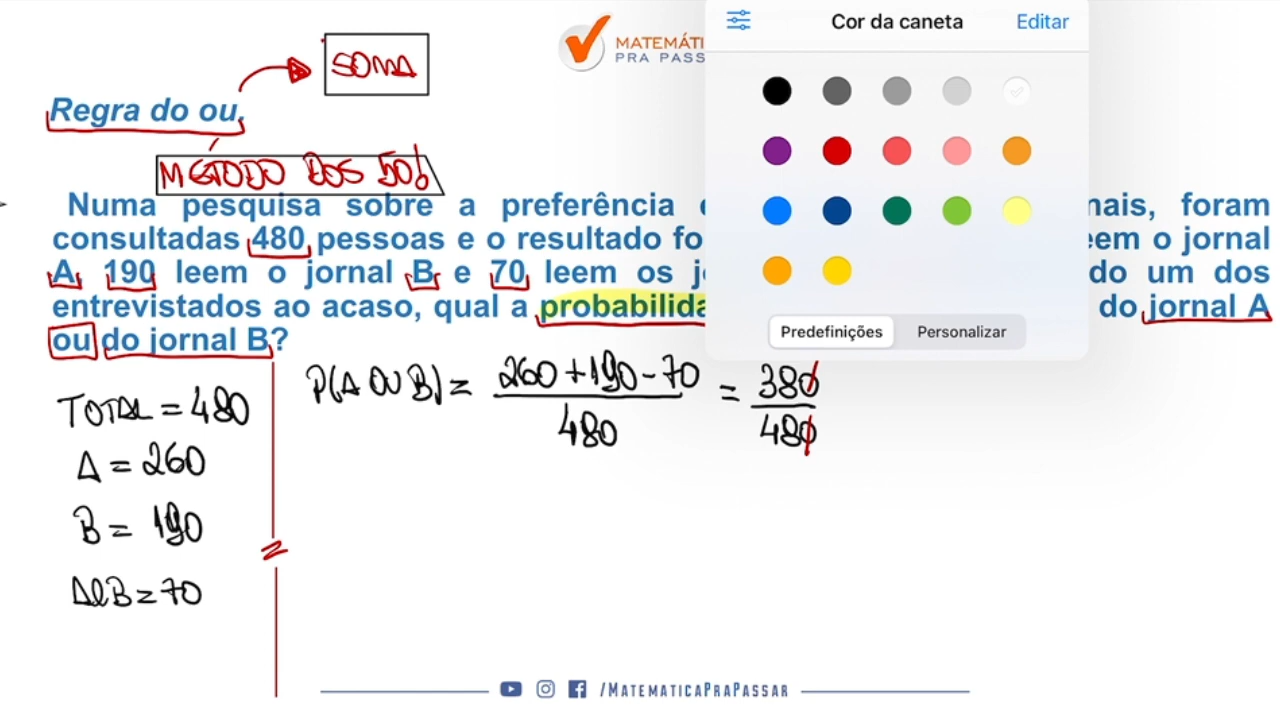 MATEMÁTI
PRA PASS
Cor da caneta
Editar
SOMA
Regra do ou.
MÉTODO DOS 50!
Numa pesquisa sobre a preferência
nais, foram
consultadas 480 pessoas e o resultado fo
em o jornal
A, 190 leem o jornal B e 70 leem os
do um dos
entrevistados ao acaso, qual a probabilida
do jornal A
ou do jornal B?
Predefinições
Personalizar
TOTAL = 480
A = 260
B = 190
A e B = 70
P(A OU B) = 260 + 190 - 70 = 380
480 480
/MatematicaPraPassar